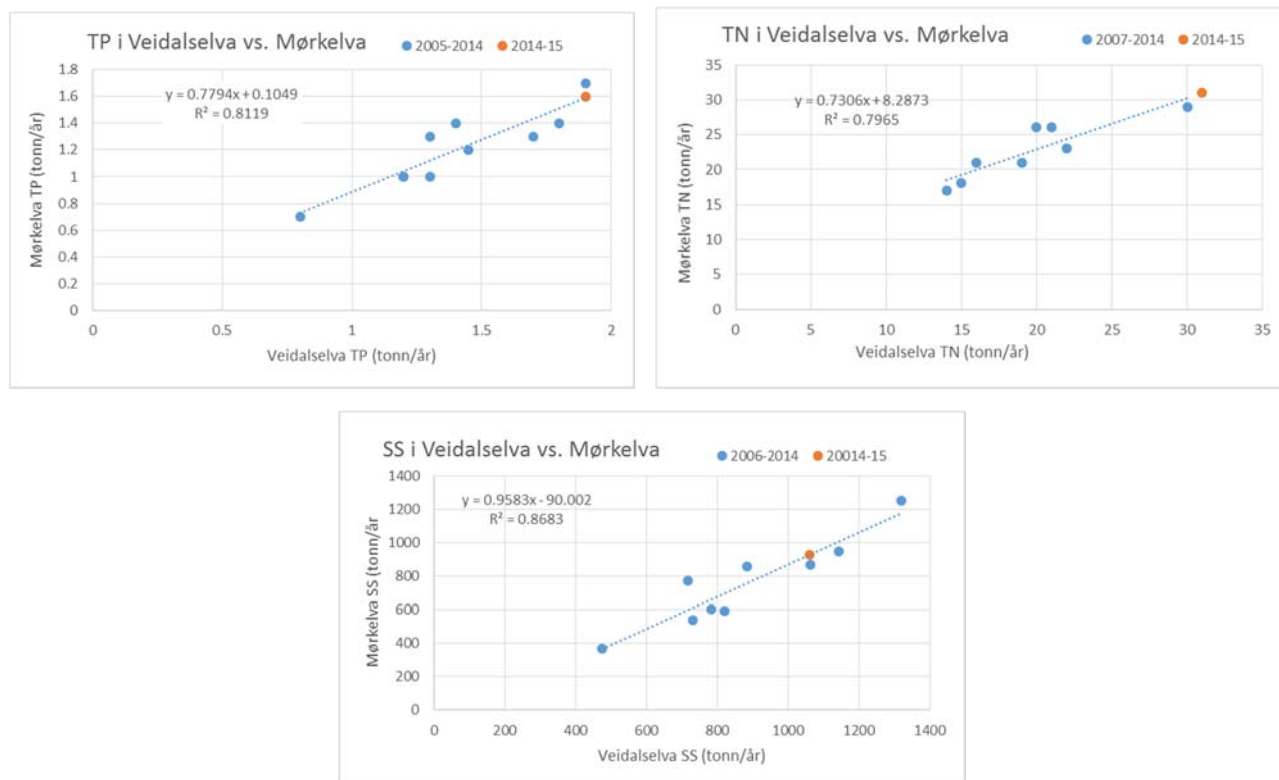 TP i Veidalselva vs. Mørkelva
2005-2014 2014-15
1.8
1.6
1.4
1.2
1
0.8
0.6
0.4
0.2
0
y = 0.7794x + 0.1049
R² = 0.8119
Mørkelva TP (tonn/år)
0 0.5 1 1.5 2
Veidalselva TP (tonn/år)
TN i Veidalselva vs. Mørkelva
2007-2014 2014-15
35
30
25
20
15
10
5
0
y = 0.7306x + 8.2873
R² = 0.7965
Mørkelva TN (tonn/år)
0 5 10 15 20 25 30 35
Veidalselva TN (tonn/år)
SS i Veidalselva vs. Mørkelva
2006-2014 20014-15
1400
1200
1000
800
600
400
200
0
y = 0.9583x - 90.002
R² = 0.8683
Mørkelva SS (tonn/år
0 200 400 600 800 1000 1200 1400
Veidalselva SS (tonn/år)